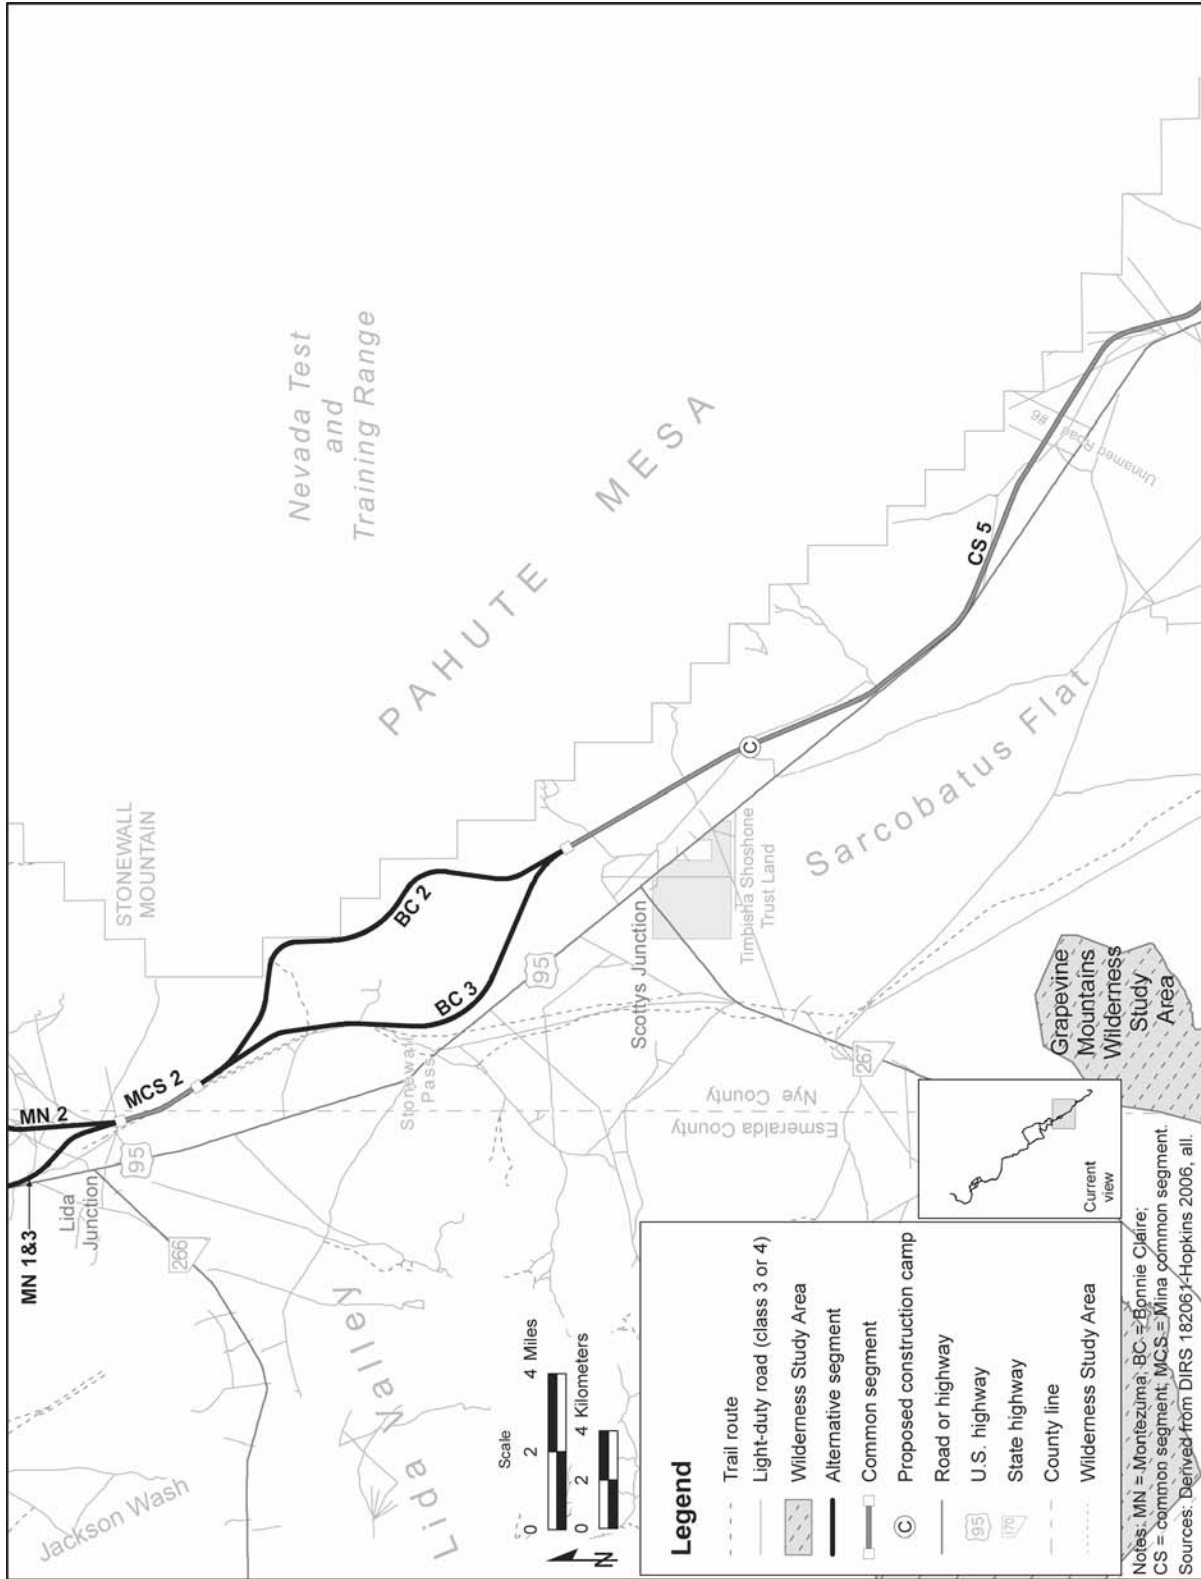 MN 1&3
MN 2
Lida
Junction
95
MCS 2
STONEWALL
MOUNTAIN
Nevada Test
and
Training Range
266
Jackson Wash
Lida Valley
Stonewall
Pass
BC 2
BC 3
PAHUTE MESA
95
Scottys Junction
Esmeralda County
Nye County
267
Timbisha Shoshone
Trust Land
C
Sarcobatus Flat
CS 5
Unnamed Road #6
Grapevine
Mountains
Wilderness
Study
Area
Scale
0 2 4 Miles
0 2 4 Kilometers
N
Legend
Trail route
Light-duty road (class 3 or 4)
Wilderness Study Area
Alternative segment
Common segment
C Proposed construction camp
Road or highway
95 U.S. highway
170 State highway
County line
Wilderness Study Area
Current
view
Notes: MN = Montezuma; BC = Bonnie Claire;
CS = common segment; MCS = Mina common segment.
Sources: Derived from DIRS 182061-Hopkins 2006, all.